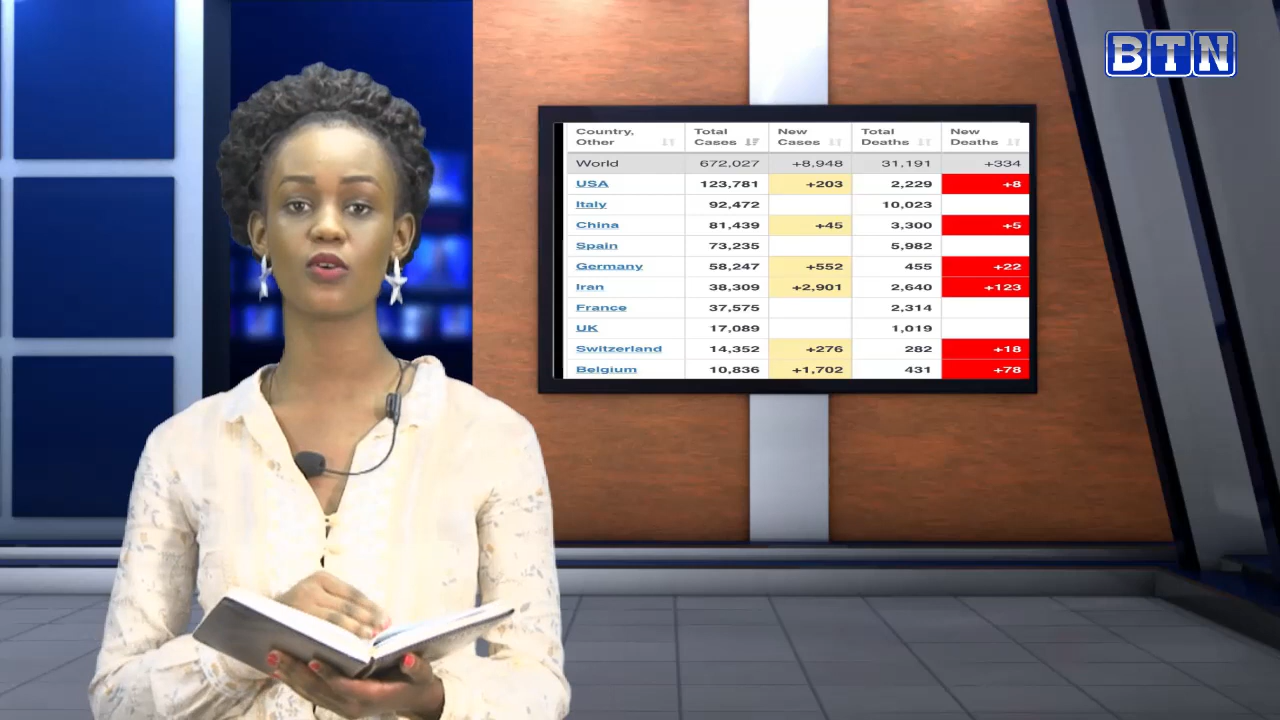 BTN
Country, Other Total Cases New Cases Total Deaths New Deaths
World 672,027 +8,948 31,191 +334
USA 123,781 +203 2,229 +8
Italy 92,472 10,023
China 81,439 +45 3,300 +5
Spain 73,235 5,982
Germany 58,247 +552 455 +22
Iran 38,309 +2,901 2,640 +123
France 37,575 2,314
UK 17,089 1,019
Switzerland 14,352 +276 282 +18
Belgium 10,836 +1,702 431 +78